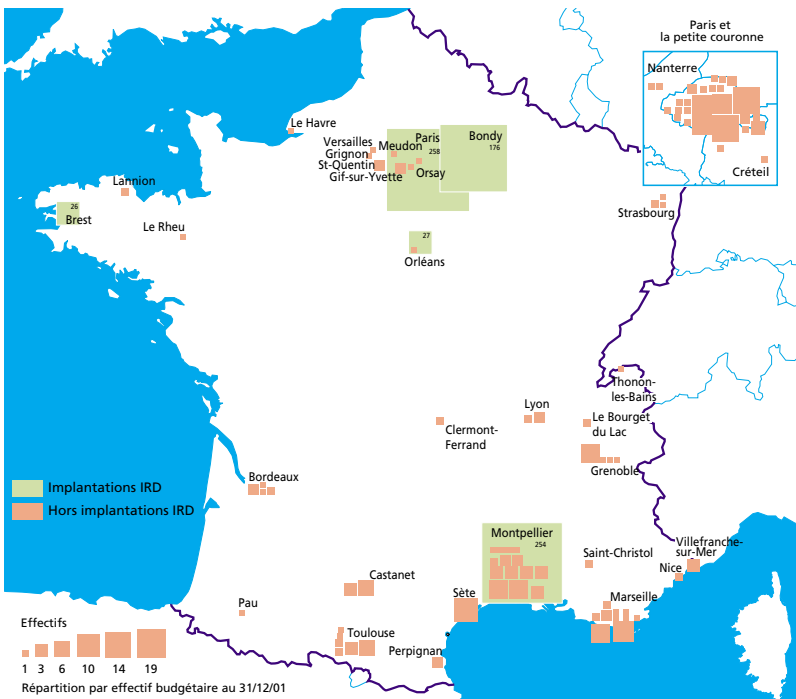 Paris et
la petite couronne
Nanterre
Créteil
Le Havre
Versailles
Grignon
St-Quentin
Gif-sur-Yvette
Meudon
Paris
258
Orsay
Bondy
176
Lannion
26
Brest
Le Rheu
Strasbourg
27
Orléans
Thonon-
les-Bains
Lyon
Le Bourget
du Lac
Clermont-
Ferrand
Grenoble
Bordeaux
Implantations IRD
Hors implantations IRD
Montpellier
254
Saint-Christol
Villefranche-
sur-Mer
Nice
Castanet
Sète
Marseille
Pau
Toulouse
Perpignan
Effectifs
1 3 6 10 14 19
Répartition par effectif budgétaire au 31/12/01